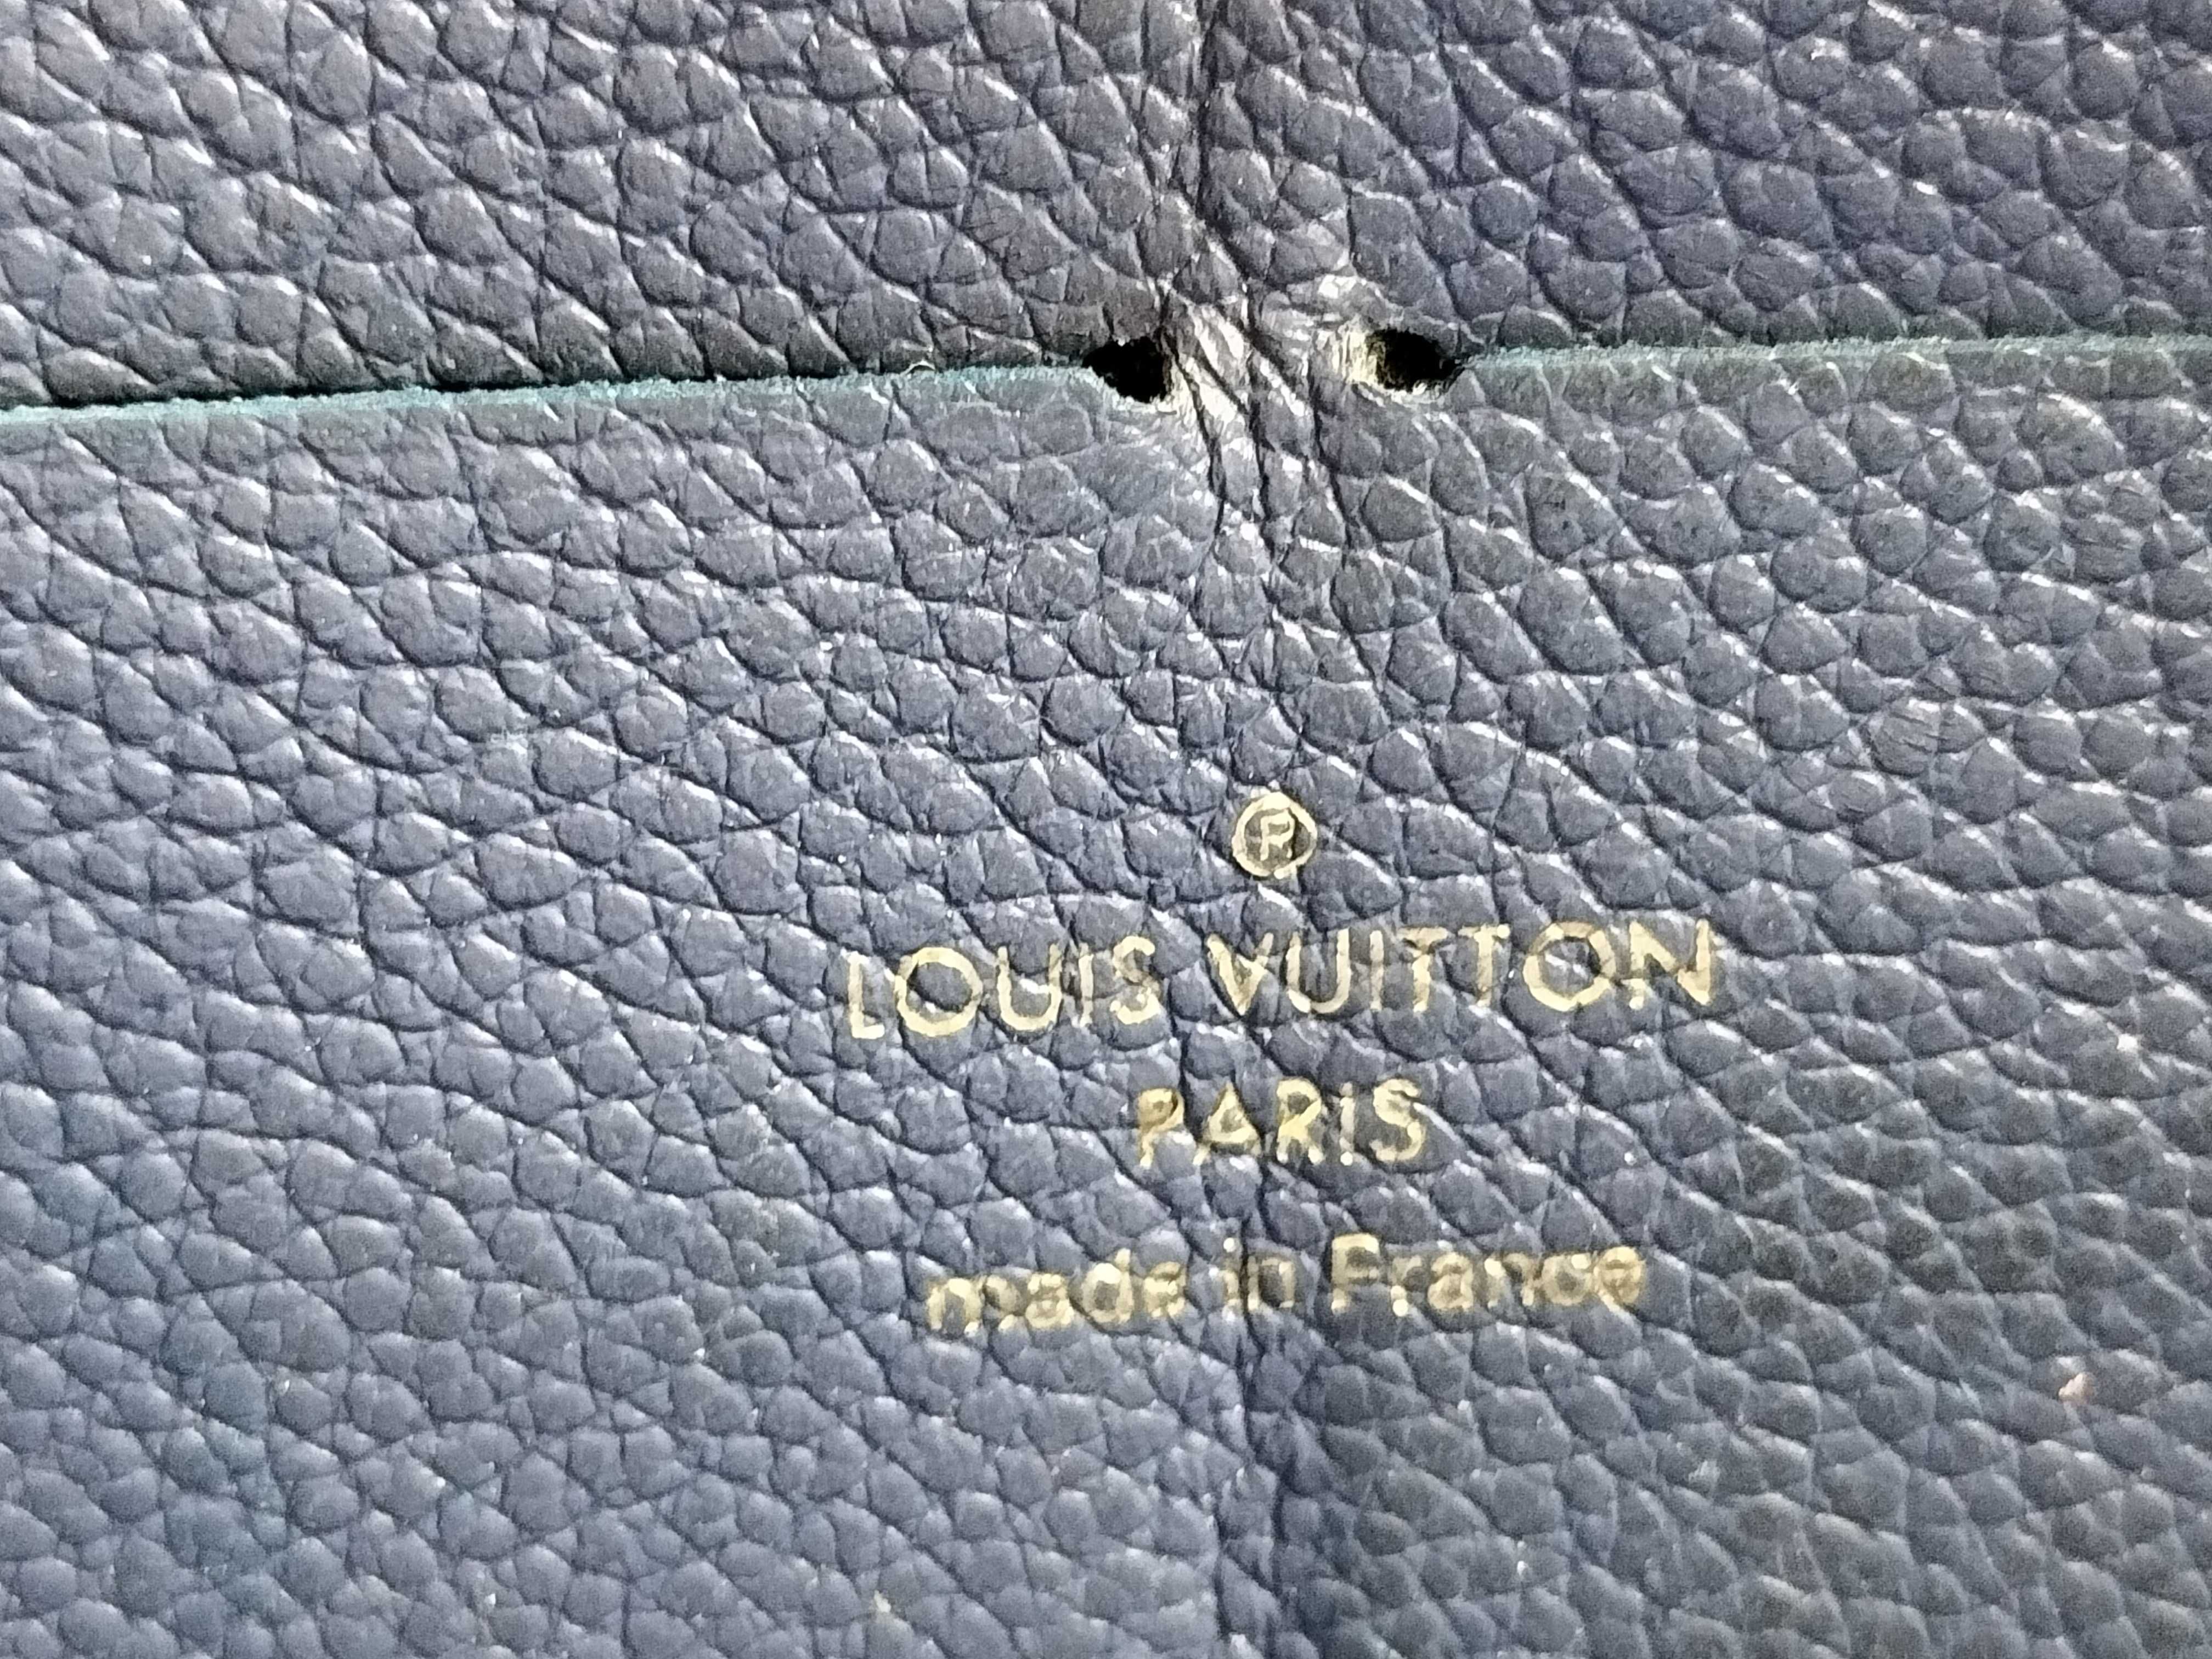 ®
LOUIS VUITTON
PARIS
made in France